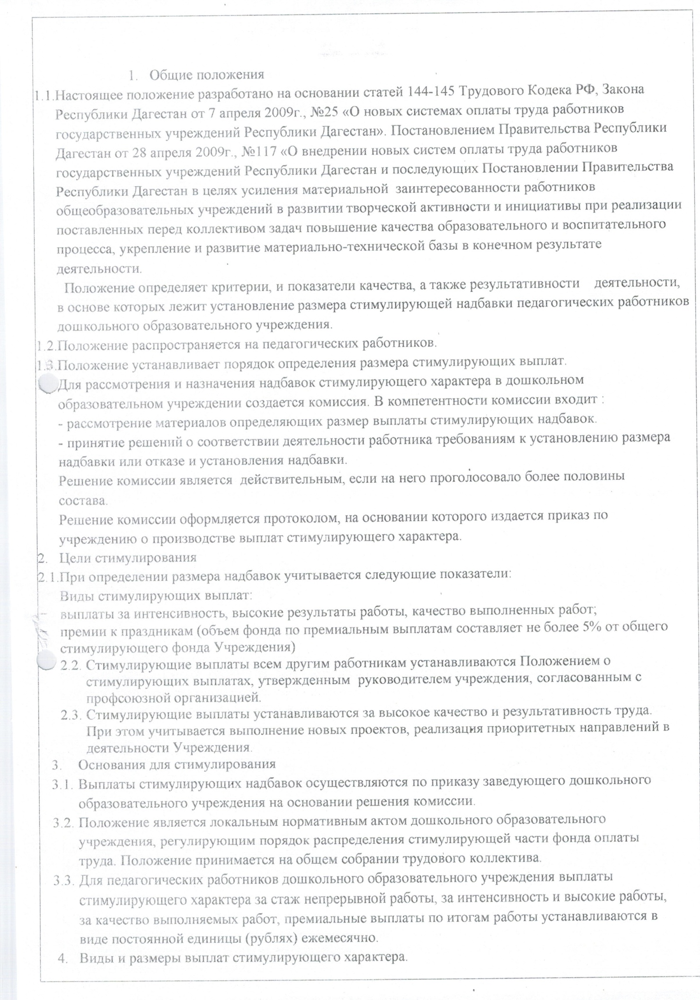 1. Общие положения
1.1.Настоящее положение разработано на основании статей 144-145 Трудового Кодека РФ, Закона
Республики Дагестан от 7 апреля 2009г., №25 «О новых системах оплаты труда работников
государственных учреждений Республики Дагестан». Постановлением Правительства Республики
Дагестан от 28 апреля 2009г., №117 «О внедрении новых систем оплаты труда работников
государственных учреждений Республики Дагестан и последующих Постановлении Правительства
Республики Дагестан в целях усиления материальной заинтересованности работников
общеобразовательных учреждений в развитии творческой активности и инициативы при реализации
поставленных перед коллективом задач повышение качества образовательного и воспитательного
процесса, укрепление и развитие материально-технической базы в конечном результате
деятельности.
Положение определяет критерии, и показатели качества, а также результативности деятельности,
в основе которых лежит установление размера стимулирующей надбавки педагогических работников
дошкольного образовательного учреждения.
1.2.Положение распространяется на педагогических работников.
1.3.Положение устанавливает порядок определения размера стимулирующих выплат.
Для рассмотрения и назначения надбавок стимулирующего характера в дошкольном
образовательном учреждении создается комиссия. В компетентности комиссии входит :
- рассмотрение материалов определяющих размер выплаты стимулирующих надбавок.
- принятие решений о соответствии деятельности работника требованиям к установлению размера
надбавки или отказе и установления надбавки.
Решение комиссии является действительным, если на него проголосовало более половины
состава.
Решение комиссии оформляется протоколом, на основании которого издается приказ по
учреждению о производстве выплат стимулирующего характера.
2. Цели стимулирования
2.1.При определении размера надбавок учитывается следующие показатели:
Виды стимулирующих выплат:
– выплаты за интенсивность, высокие результаты работы, качество выполненных работ;
премии к праздникам (объем фонда по премиальным выплатам составляет не более 5% от общего
стимулирующего фонда Учреждения)
2.2. Стимулирующие выплаты всем другим работникам устанавливаются Положением о
стимулирующих выплатах, утвержденным руководителем учреждения, согласованным с
профсоюзной организацией.
2.3. Стимулирующие выплаты устанавливаются за высокое качество и результативность труда.
При этом учитывается выполнение новых проектов, реализация приоритетных направлений в
деятельности Учреждения.
3. Основания для стимулирования
3.1. Выплаты стимулирующих надбавок осуществляются по приказу заведующего дошкольного
образовательного учреждения на основании решения комиссии.
3.2. Положение является локальным нормативным актом дошкольного образовательного
учреждения, регулирующим порядок распределения стимулирующей части фонда оплаты
труда. Положение принимается на общем собрании трудового коллектива.
3.3. Для педагогических работников дошкольного образовательного учреждения выплаты
стимулирующего характера за стаж непрерывной работы, за интенсивность и высокие работы,
за качество выполняемых работ, премиальные выплаты по итогам работы устанавливаются в
виде постоянной единицы (рублях) ежемесячно.
4. Виды и размеры выплат стимулирующего характера.